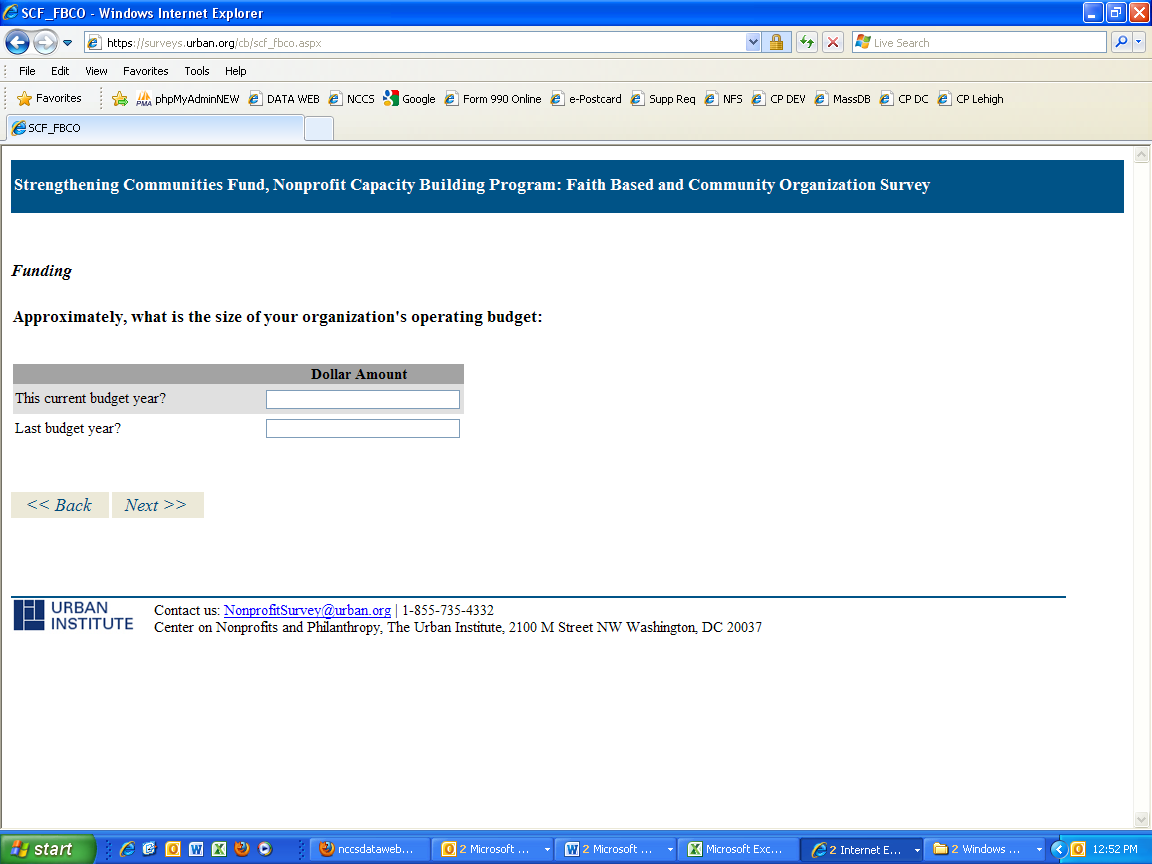 SCF_FBCO - Windows Internet Explorer
https://surveys.urban.org/cb/scf_fbco.aspx
Live Search
File Edit View Favorites Tools Help
Favorites phpMyAdminNEW DATA WEB NCCS Google Form 990 Online e-Postcard Supp Req NFS CP DEV MassDB CP DC CP Lehigh
SCF_FBCO
Strengthening Communities Fund, Nonprofit Capacity Building Program: Faith Based and Community Organization Survey
Funding
Approximately, what is the size of your organization's operating budget:
Dollar Amount
This current budget year?
Last budget year?
<< Back Next >>
URBAN
INSTITUTE
Contact us: NonprofitSurvey@urban.org | 1-855-735-4332
Center on Nonprofits and Philanthropy, The Urban Institute, 2100 M Street NW Washington, DC 20037
start nccsdataweb... 2 Microsoft ... 2 Microsoft ... Microsoft Exc... 2 Internet E... 2 Windows ... 12:52 PM